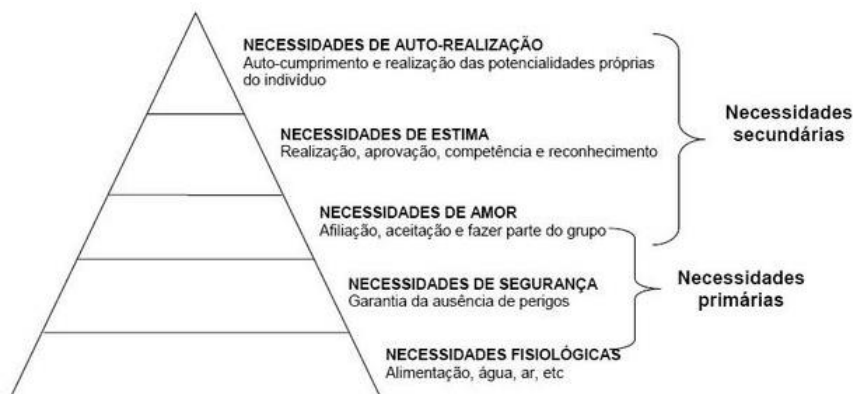 NECESSIDADES DE AUTO-REALIZAÇÃO
Auto-cumprimento e realização das potencialidades próprias
do indivíduo
Necessidades
secundárias
NECESSIDADES DE ESTIMA
Realização, aprovação, competência e reconhecimento
NECESSIDADES DE AMOR
Afiliação, aceitação e fazer parte do grupo
NECESSIDADES DE SEGURANÇA
Garantia da ausência de perigos
Necessidades
primárias
NECESSIDADES FISIOLÓGICAS
Alimentação, água, ar, etc